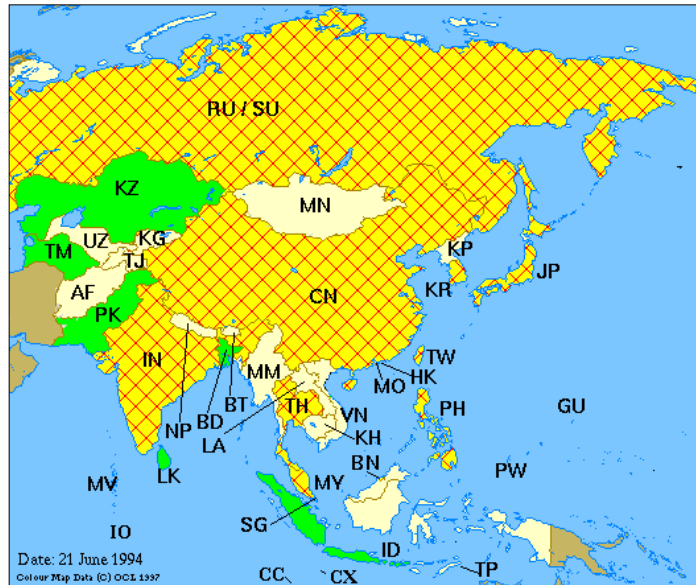 RU / SU
KZ
MN
UZ
KG
TM
TJ
KP
AF
JP
CN
KR
PK
IN
TW
MM
HK
MO
BT
TH
PH
GU
BD
VN
NP
LA
KH
BN
PW
LK
MV
MY
SG
IO
ID
Date: 21 June 1994
TP
Colour Map Data (C) OCL 1997
CC
CX